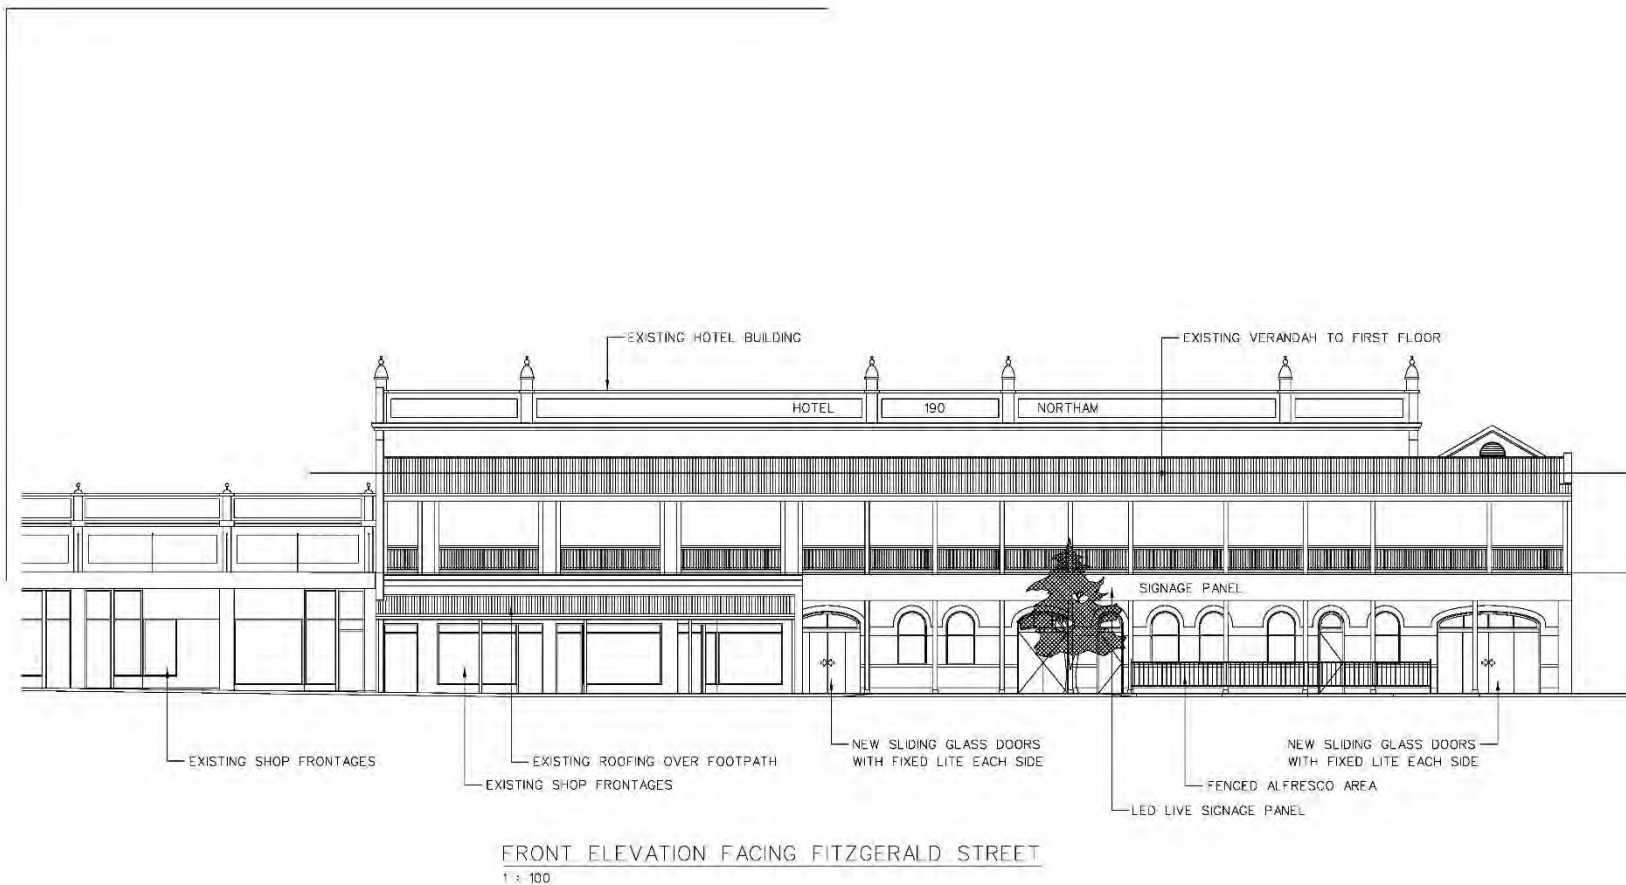 EXISTING HOTEL BUILDING
EXISTING VERANDAH TO FIRST FLOOR
HOTEL
190
NORTHAM
SIGNAGE PANEL
NEW SLIDING GLASS DOORS
WITH FIXED LITE EACH SIDE
NEW SLIDING GLASS DOORS
WITH FIXED LITE EACH SIDE
EXISTING SHOP FRONTAGES
EXISTING ROOFING OVER FOOTPATH
EXISTING SHOP FRONTAGES
FENCED ALFRESCO AREA
LED LIVE SIGNAGE PANEL
FRONT ELEVATION FACING FITZGERALD STREET
1 : 100